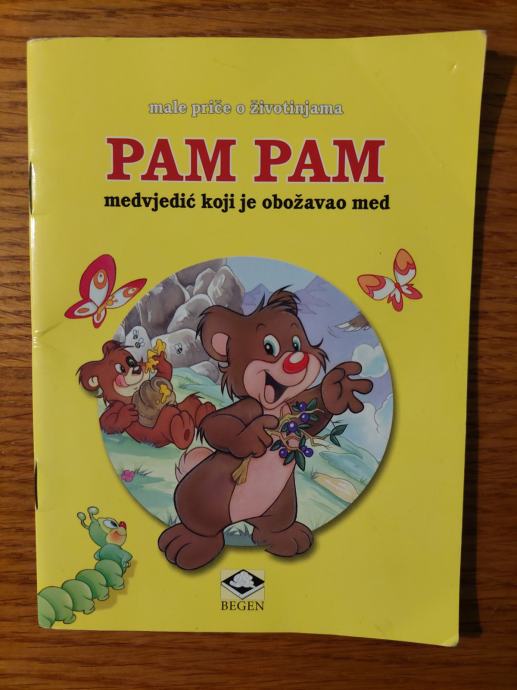 male priče o životinjama
PAM PAM
medvjedić koji je obožavao med
BEGEN